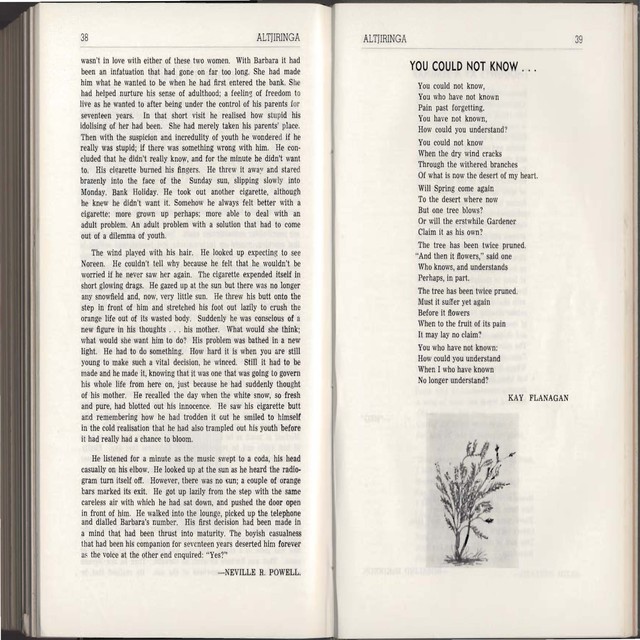 38 ALTJIRINGA
wasn't in love with either of these two women. With Barbara it had
been an infatuation that had gone on far too long. She had made
him what he wanted to be when he had first entered the bank. She
had helped nurture his sense of adulthood; a feeling of freedom to
live as he wanted to after being under the control of his parents for
seventeen years. In that short visit he realised how stupid his
idolising of her had been. She had merely taken his parents' place.
Then with the suspicion and incredulity of youth he wondered if he
really was stupid; if there was something wrong with him. He con-
cluded that he didn't really know, and for the minute he didn't want
to. His cigarette burned his fingers. He threw it away and stared
brazenly into the face of the Sunday sun, slipping slowly into
Monday. Bank Holiday. He took out another cigarette, although
he knew he didn't want it. Somehow he always felt better with a
cigarette; more grown up perhaps; more able to deal with an
adult problem. An adult problem with a solution that had to come
out of a dilemma of youth.
The wind played with his hair. He looked up expecting to see
Noreen. He couldn't tell why because he felt that he wouldn't be
worried if he never saw her again. The cigarette expended itself in
short glowing drags. He gazed up at the sun but there was no longer
any snowfield and, now, very little sun. He threw his butt onto the
step in front of him and stretched his foot out lazily to crush the
orange life out of its wasted body. Suddenly he was conscious of a
new figure in his thoughts . . . his mother. What would she think;
what would she want him to do? His problem was bathed in a new
light. He had to do something. How hard it is when you are still
young to make such a vital decision, he winced. Still it had to be
made and he made it, knowing that it was one that was going to govern
his whole life from here on, just because he had suddenly thought
of his mother. He recalled the day when the white snow, so fresh
and pure, had blotted out his innocence. He saw his cigarette butt
and remembering how he had trodden it out he smiled to himself
in the cold realisation that he had also trampled out his youth before
it had really had a chance to bloom.
He listened for a minute as the music swept to a coda, his head
casually on his elbow. He looked up at the sun as he heard the radio-
gram turn itself off. However, there was no sun; a couple of orange
bars marked its exit. He got up lazily from the step with the same
careless air with which he had sat down, and pushed the door open
in front of him. He walked into the lounge, picked up the telephone
and dialled Barbara's number. His first decision had been made in
a mind that had been thrust into maturity. The boyish casualness
that had been his companion for seventeen years deserted him forever
as the voice at the other end enquired: "Yes?"
—NEVILLE R. POWELL.
ALTJIRINGA 39
YOU COULD NOT KNOW . . .
You could not know,
You who have not known
Pain past forgetting.
You have not known,
How could you understand?
You could not know
When the dry wind cracks
Through the withered branches
Of what is now the desert of my heart.
Will Spring come again
To the desert where now
But one tree blows?
Or will the erstwhile Gardener
Claim it as his own?
The tree has been twice pruned.
"And then it flowers," said one
Who knows, and understands
Perhaps, in part.
The tree has been twice pruned.
Must it suffer yet again
Before it flowers
When to the fruit of its pain
It may lay no claim?
You who have not known:
How could you understand
When I who have known
No longer understand?
KAY FLANAGAN